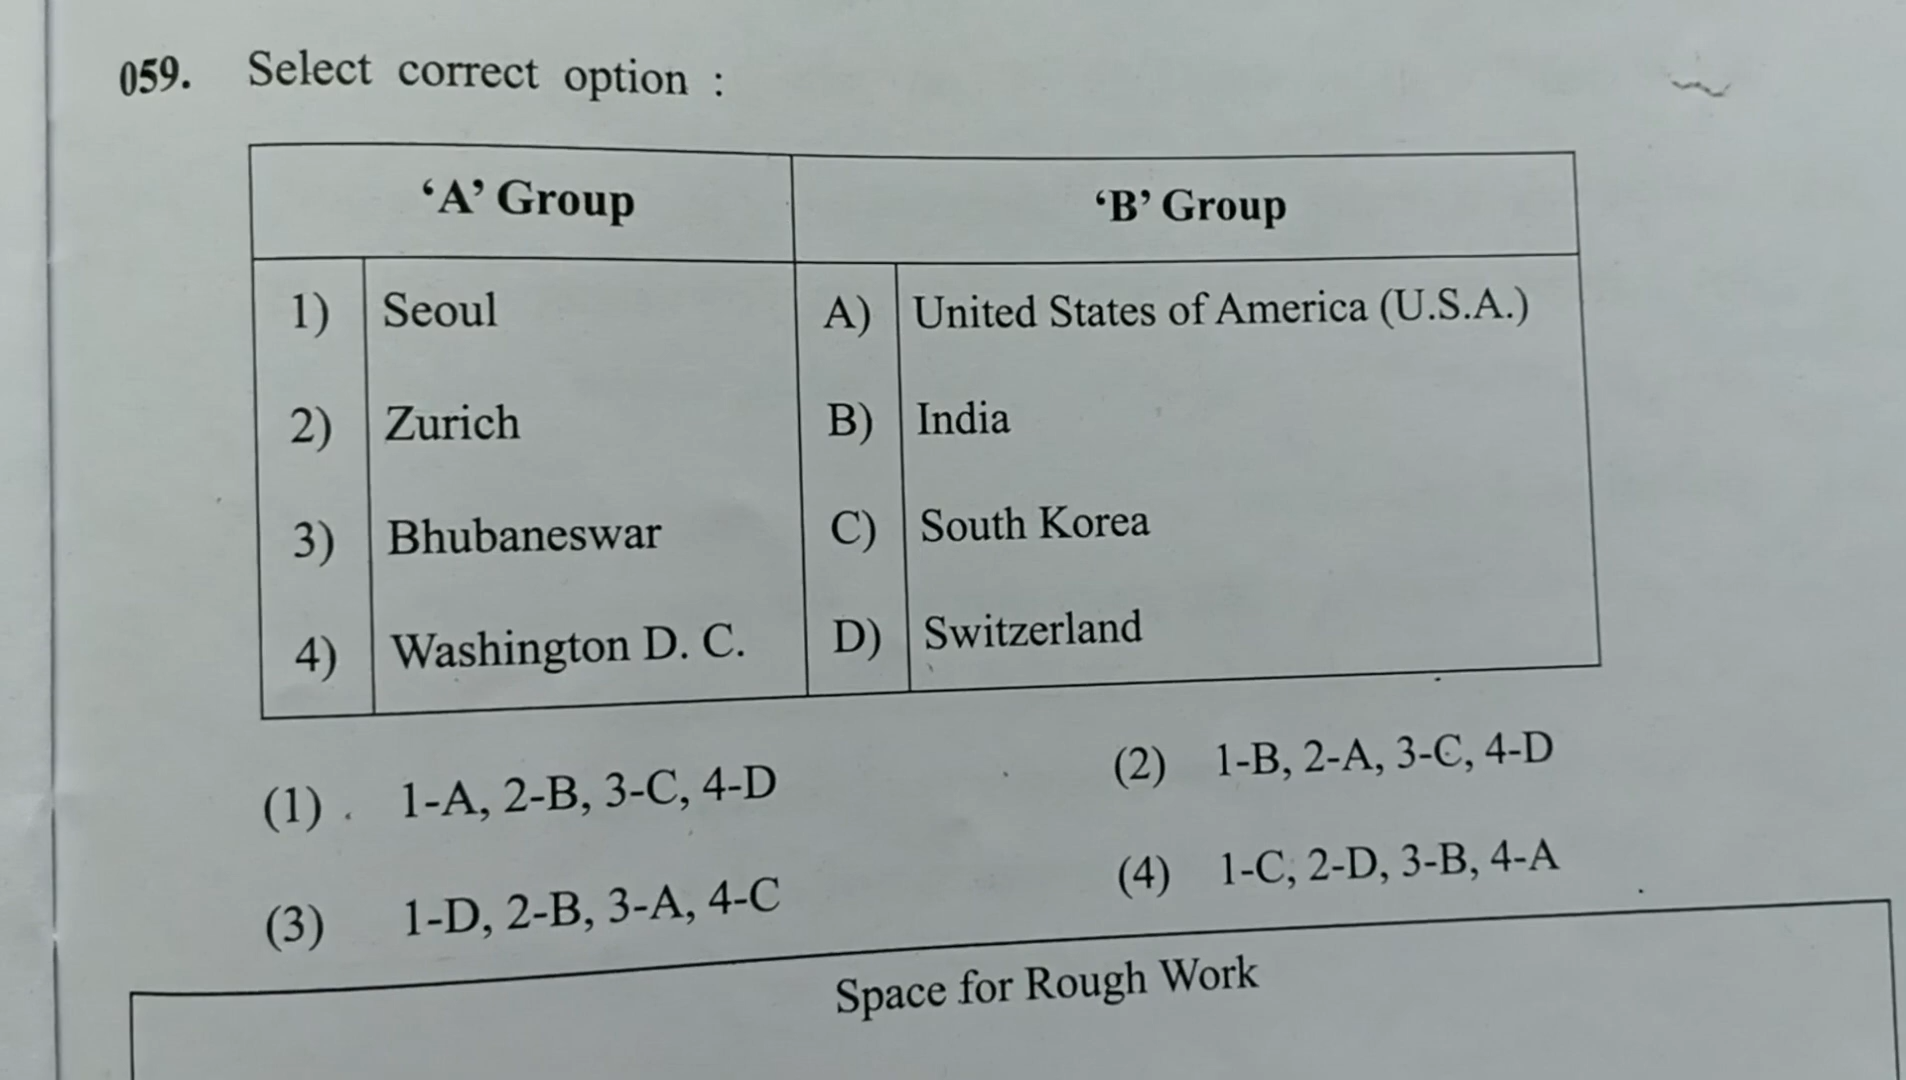 059. Select correct option :
'A' Group 'B' Group
1) Seoul A) United States of America (U.S.A.)
2) Zurich B) India
3) Bhubaneswar C) South Korea
4) Washington D. C. D) Switzerland
(1) 1-A, 2-B, 3-C, 4-D (2) 1-B, 2-A, 3-C, 4-D
(3) 1-D, 2-B, 3-A, 4-C (4) 1-C, 2-D, 3-B, 4-A
Space for Rough Work